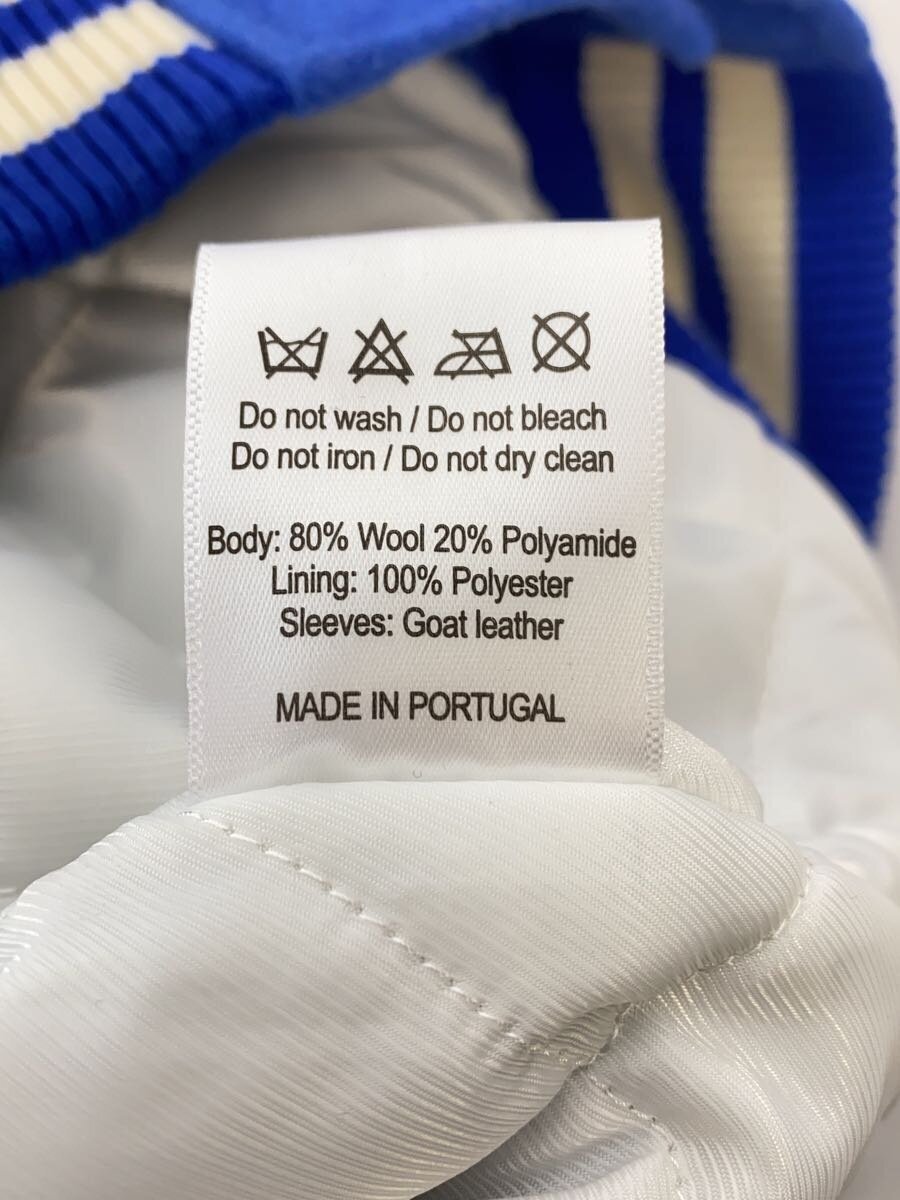 Do not wash / Do not bleach
Do not iron / Do not dry clean
Body: 80% Wool 20% Polyamide
Lining: 100% Polyester
Sleeves: Goat leather
MADE IN PORTUGAL